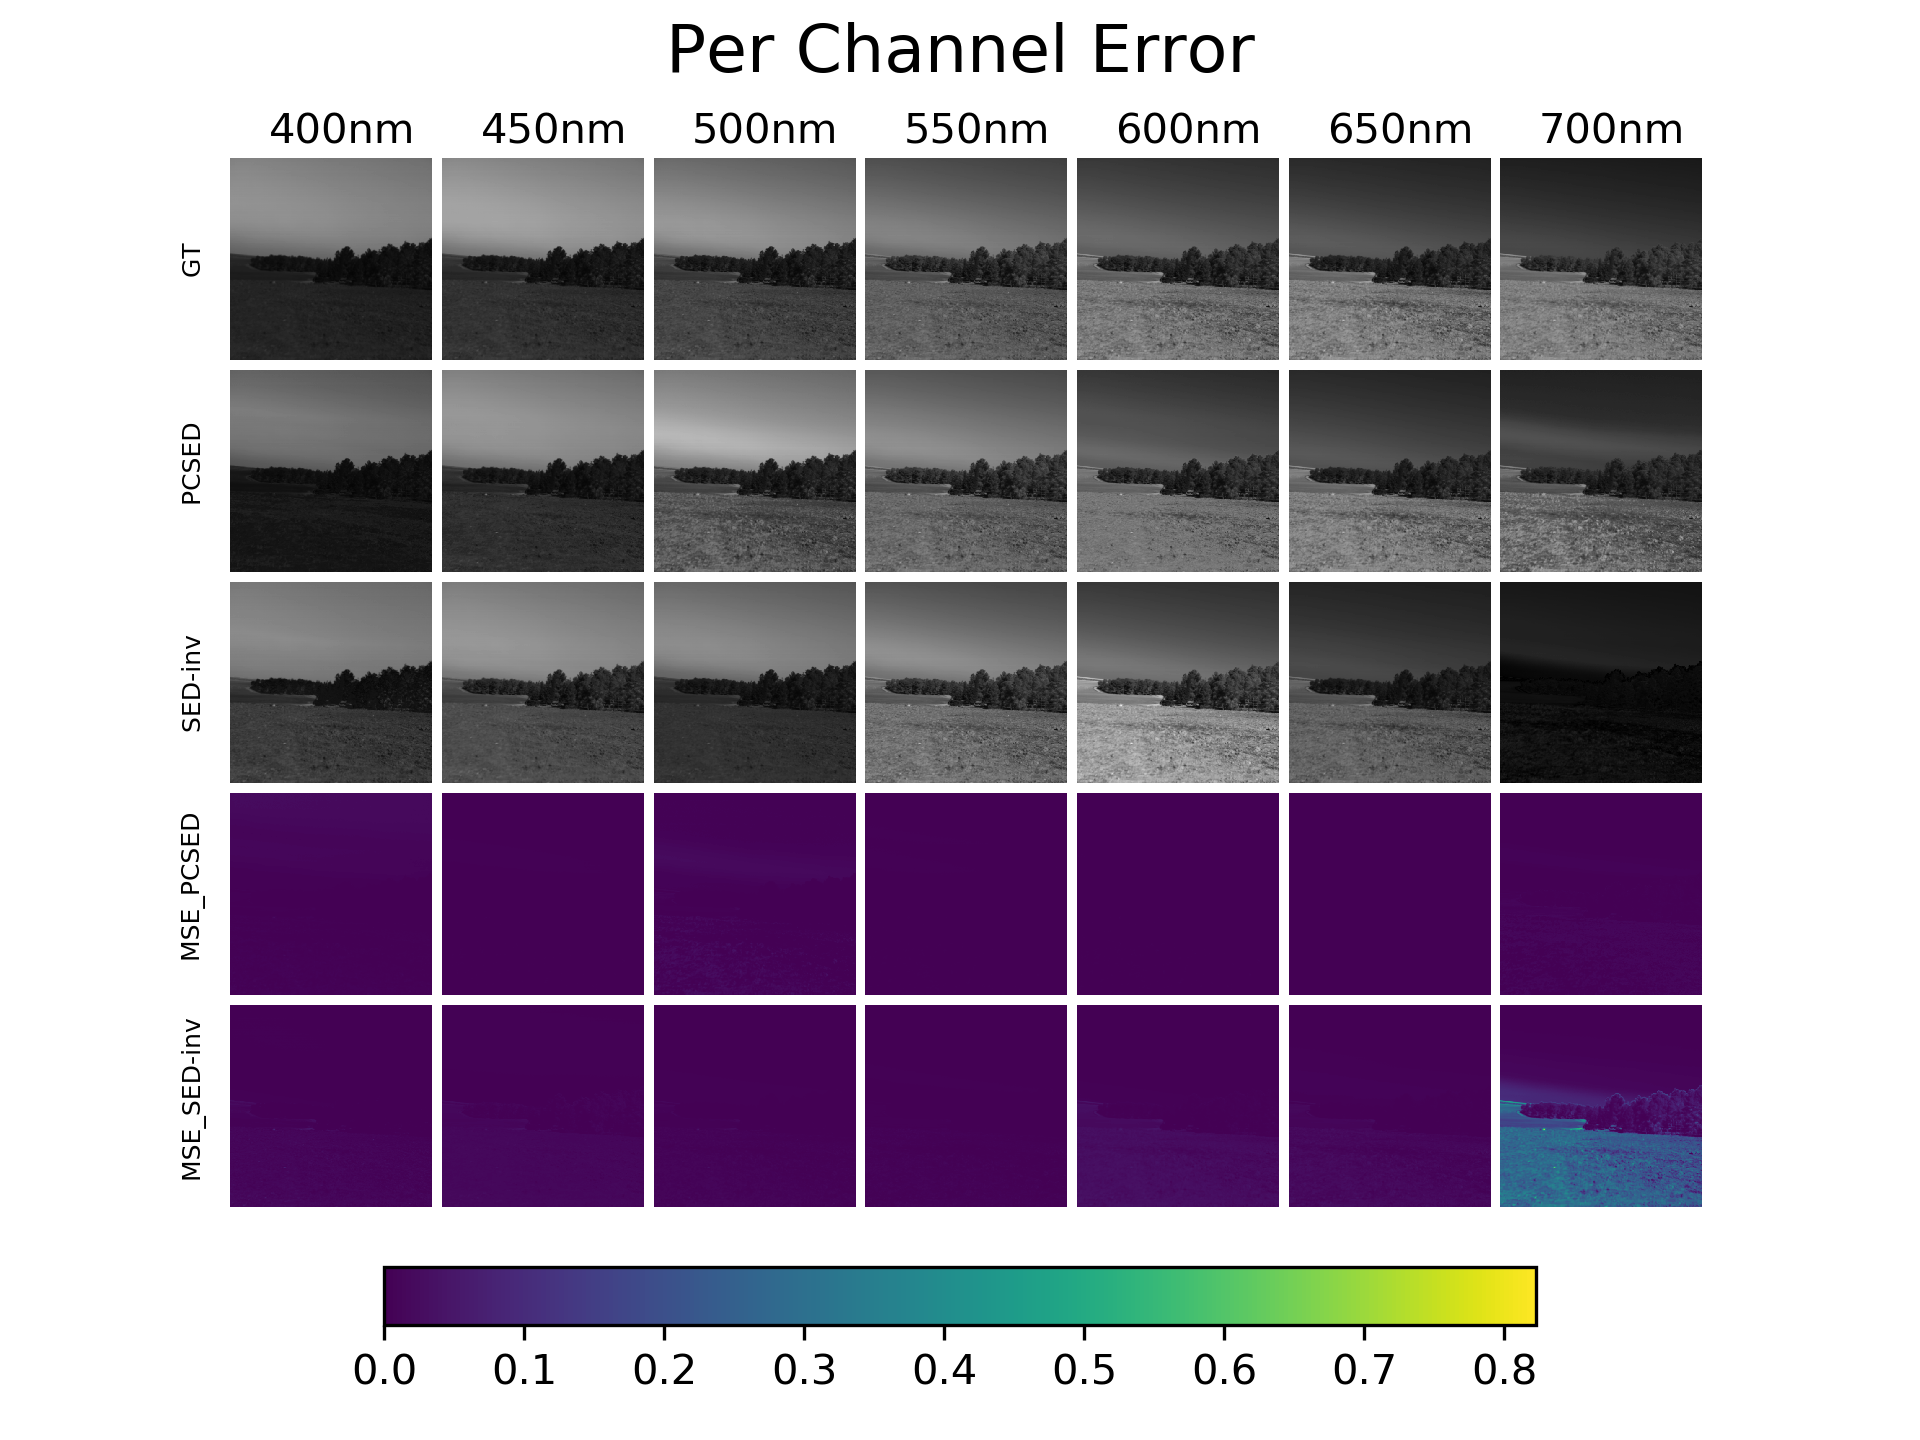 Per Channel Error
400nm 450nm 500nm 550nm 600nm 650nm 700nm
GT
PCSED
SED-inv
MSE_PCSED
MSE_SED-inv
0.0 0.1 0.2 0.3 0.4 0.5 0.6 0.7 0.8